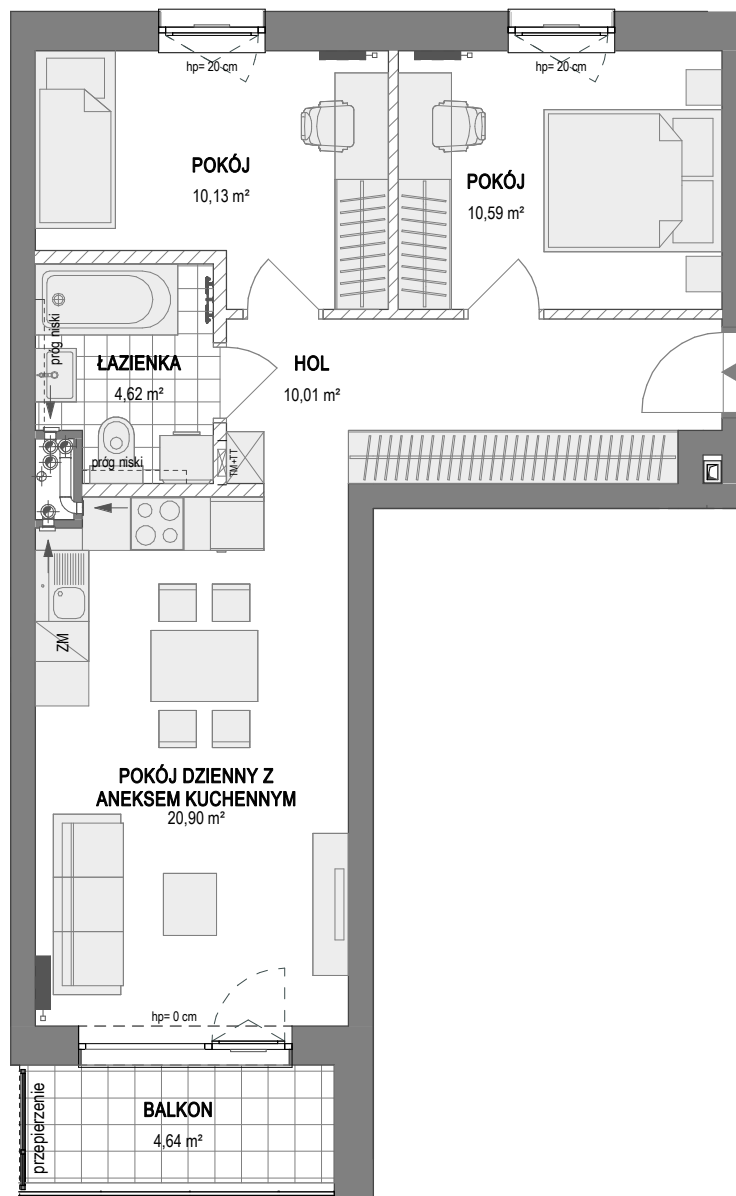 hp= 20 cm
hp= 20 cm
POKÓJ
10,13 m²
POKÓJ
10,59 m²
próg niski
ŁAZIENKA
4,62 m²
HOL
10,01 m²
próg niski
TM+TT
ZM
POKÓJ DZIENNY Z
ANEKSEM KUCHENNYM
20,90 m²
hp= 0 cm
przepierzenie
BALKON
4,64 m²